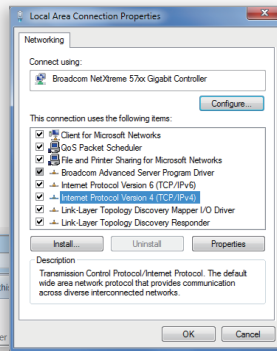 Local Area Connection Properties
Networking
Connect using:
Broadcom NetXtreme 57xx Gigabit Controller
Configure...
This connection uses the following items:
Client for Microsoft Networks
QoS Packet Scheduler
File and Printer Sharing for Microsoft Networks
Broadcom Advanced Server Program Driver
Internet Protocol Version 6 (TCP/IPv6)
Internet Protocol Version 4 (TCP/IPv4)
Link-Layer Topology Discovery Mapper I/O Driver
Link-Layer Topology Discovery Responder
Install...
Uninstall
Properties
Description
Transmission Control Protocol/Internet Protocol. The default
wide area network protocol that provides communication
across diverse interconnected networks.
OK
Cancel